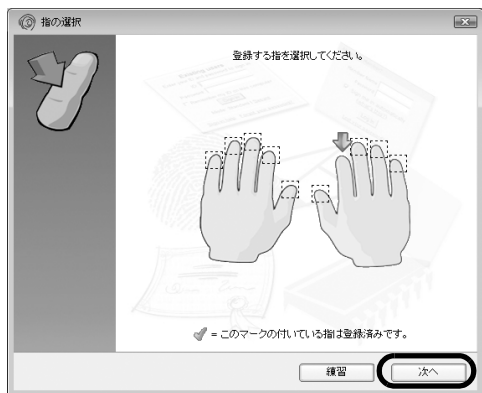 指の選択
登録する指を選択してください。
= このマークの付いている指は登録済みです。
練習
次へ